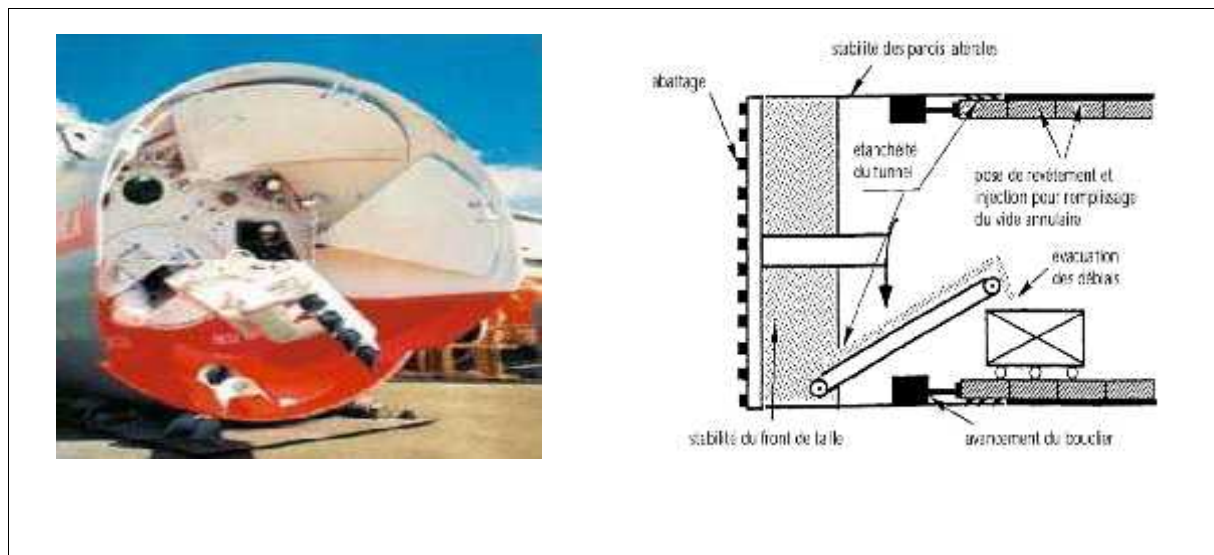 stabilité des parois latérales
abattage
etanchéité
du tunnel
pose de revêtement et
injection pour remplissage
du vide annulaire
évacuation
des déblais
stabilité du front de taille
avancement du bouclier